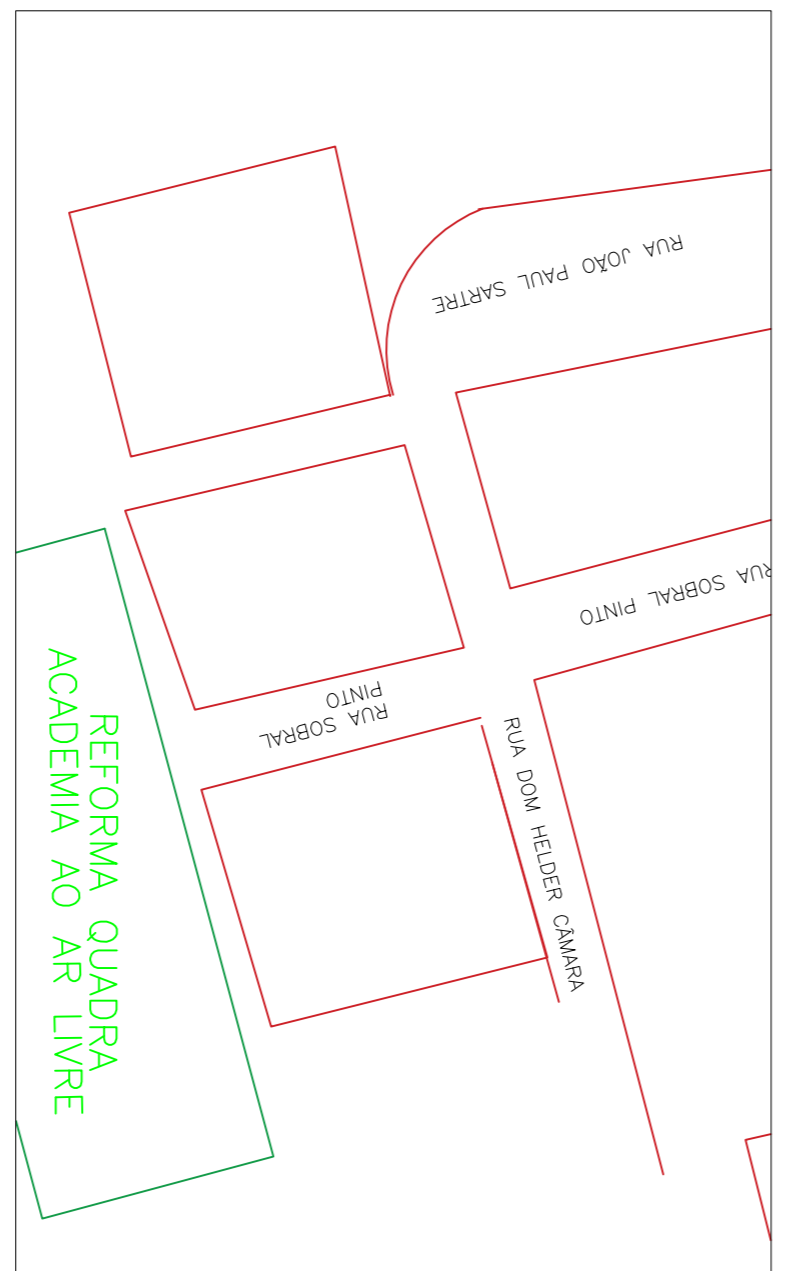 RUA JOÃO PAUL SARTRE
RUA SOBRAL PINTO
RUA SOBRAL
PINTO
RUA DOM HELDER CÂMARA
REFORMA QUADRA
ACADEMIA AO AR LIVRE